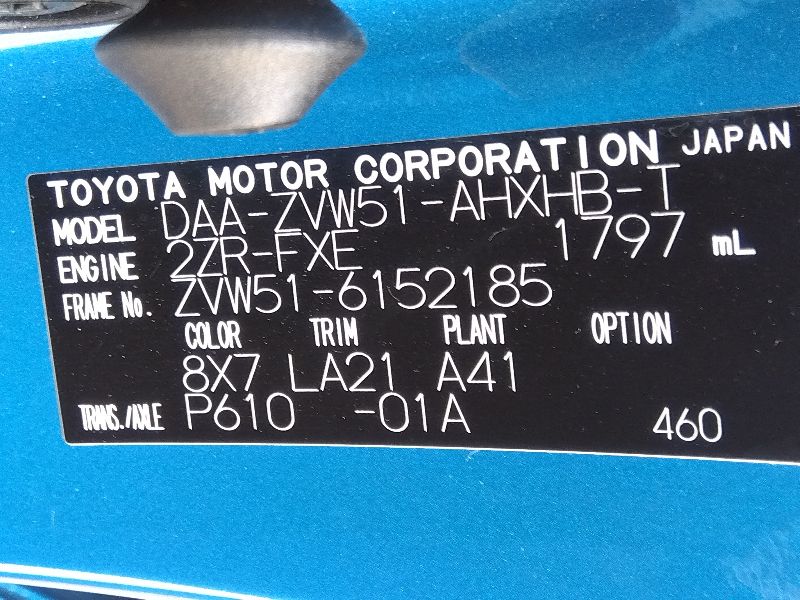 TOYOTA MOTOR CORPORATION JAPAN
MODEL DAA-ZVW51-AHXHB-T
ENGINE 2ZR-FXE 1797 mL
FRAME No. ZVW51-6152185
COLOR TRIM PLANT OPTION
8X7 LA21 A41
TRANS./AXLE P610 -01A 460